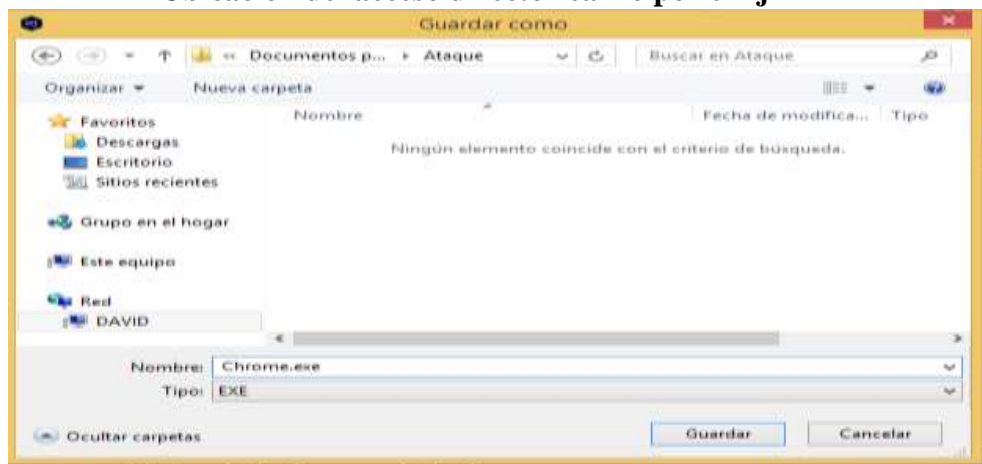 Guardar como
« Documentos p... ▸ Ataque
Buscar en Ataque
Organizar
Nueva carpeta
Nombre
Fecha de modifica...
Tipo
Favoritos
Descargas
Escritorio
Sitios recientes
Grupo en el hogar
Este equipo
Red
DAVID
Ningún elemento coincide con el criterio de búsqueda.
Nombre: Chrome.exe
Tipo: EXE
Ocultar carpetas
Guardar
Cancelar